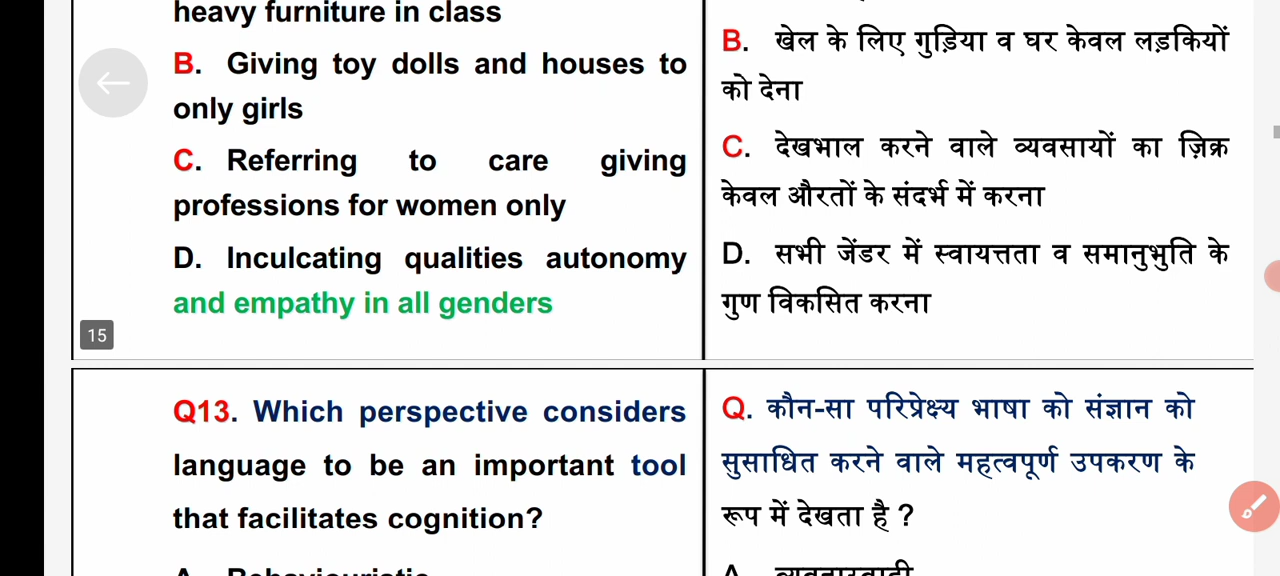 heavy furniture in class
B. Giving toy dolls and houses to
only girls
C. Referring to care giving
professions for women only
D. Inculcating qualities autonomy
and empathy in all genders
15
B. खेल के लिए गुड़िया व घर केवल लड़कियों
को देना
C. देखभाल करने वाले व्यवसायों का ज़िक्र
केवल औरतों के संदर्भ में करना
D. सभी जेंडर में स्वायत्तता व समानुभुति के
गुण विकसित करना
Q13. Which perspective considers
language to be an important tool
that facilitates cognition?
A. Behaviouristic
Q. कौन-सा परिप्रेक्ष्य भाषा को संज्ञान को
सुसाधित करने वाले महत्वपूर्ण उपकरण के
रूप में देखता है ?
A. व्यवहारवादी